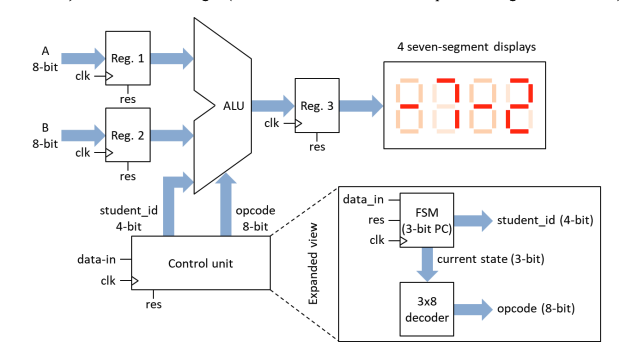 A
8-bit
Reg. 1
clk
res
B
8-bit
Reg. 2
clk
res
ALU
Reg. 3
clk
res
4 seven-segment displays
-7-2
student_id
4-bit
opcode
8-bit
data-in
clk
Control unit
res
Expanded view
data_in
res
clk
FSM
(3-bit PC)
student_id (4-bit)
current state (3-bit)
3x8
decoder
opcode (8-bit)